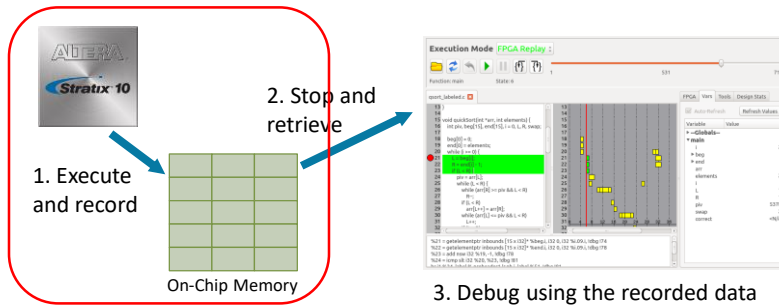 ALTERA
Stratix 10
1. Execute
and record
On-Chip Memory
2. Stop and
retrieve
Execution Mode FPGA Replay
Function: main State: 6
1 531
qsort_labeled.c
void quickSort(int *arr, int elements) {
int piv, beg[15], end[15], i = 0, L, R, swap;
beg[0] = 0;
end[0] = elements;
while (i >= 0) {
L = beg[i];
R = end[i] - 1;
if (L < R) {
piv = arr[L];
while (L < R) {
while (arr[R] >= piv && L < R)
R--;
if (L < R)
arr[L++] = arr[R];
while (arr[L] <= piv && L < R)
L++;
FPGA Vars Tools Design Stats
Auto Refresh Refresh Values
Variable Value
--Globals--
main
i
beg
end
arr
elements
i
L
R
piv
swap
correct
3. Debug using the recorded data